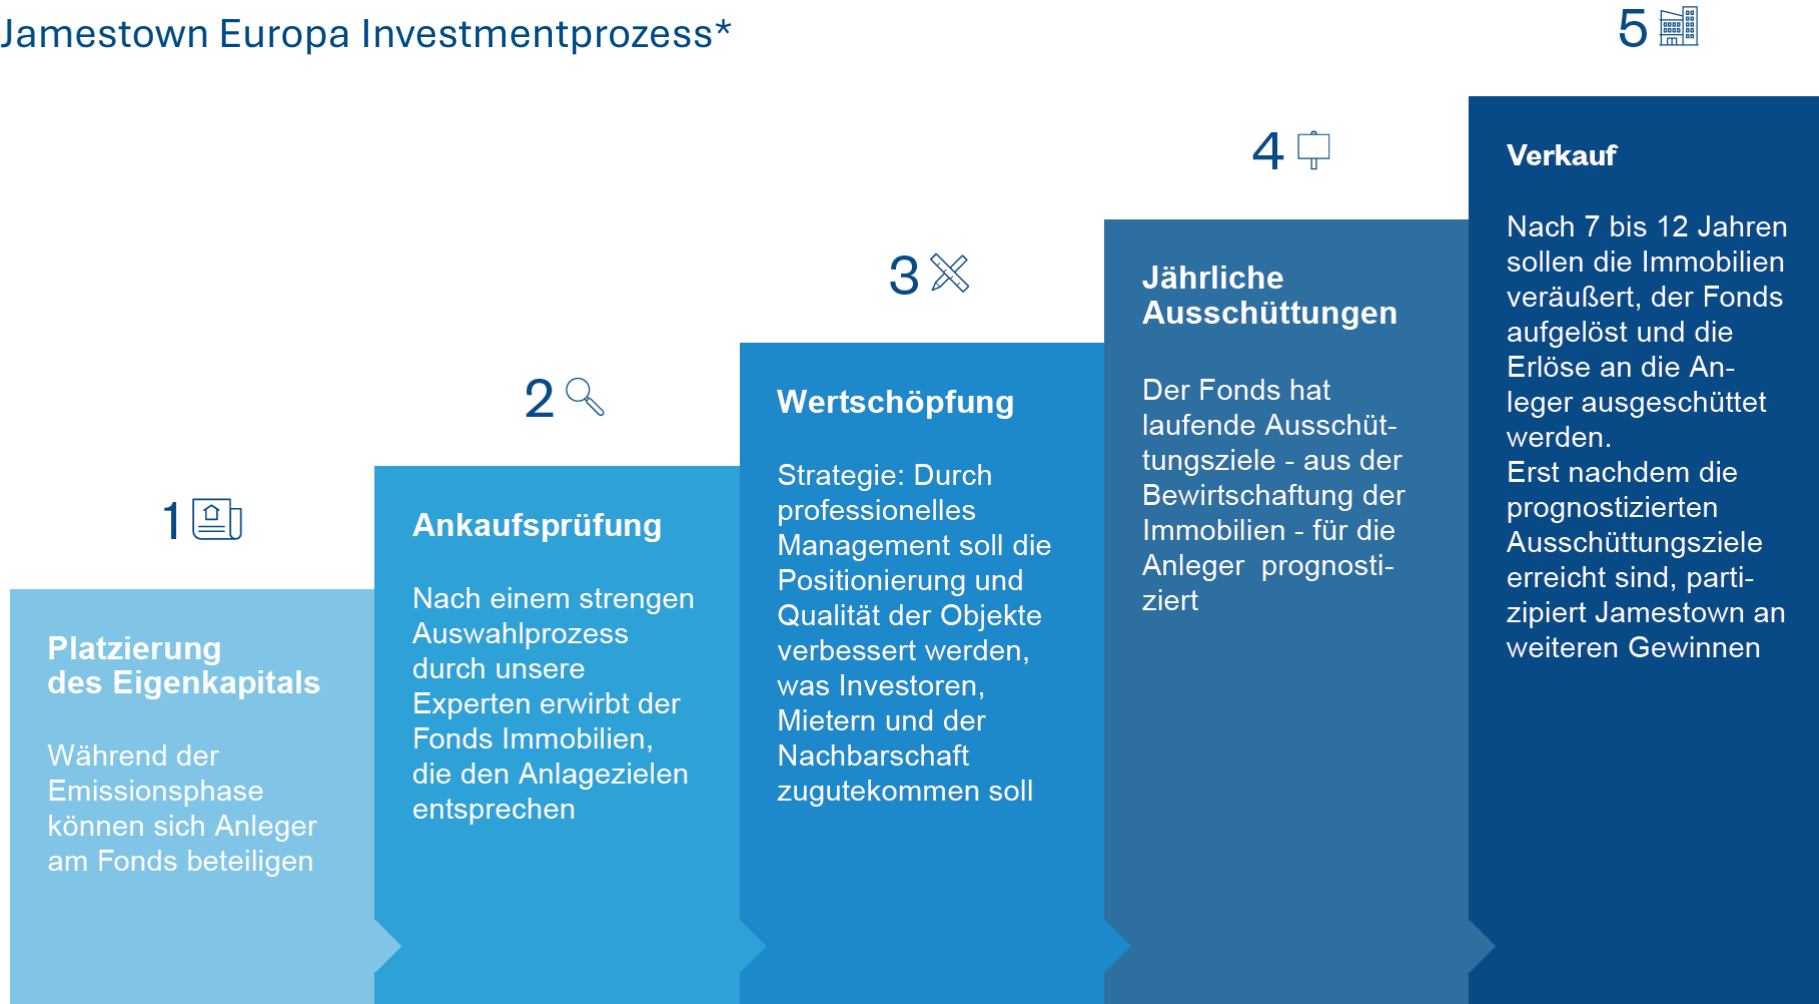 Jamestown Europa Investmentprozess*
1
Platzierung
des Eigenkapitals
Während der
Emissionsphase
können sich Anleger
am Fonds beteiligen
2
Ankaufsprüfung
Nach einem strengen
Auswahlprozess
durch unsere
Experten erwirbt der
Fonds Immobilien,
die den Anlagezielen
entsprechen
3
Wertschöpfung
Strategie: Durch
professionelles
Management soll die
Positionierung und
Qualität der Objekte
verbessert werden,
was Investoren,
Mietern und der
Nachbarschaft
zugutekommen soll
4
Jährliche
Ausschüttungen
Der Fonds hat
laufende Ausschüt-
tungsziele - aus der
Bewirtschaftung der
Immobilien - für die
Anleger  prognosti-
ziert
5
Verkauf
Nach 7 bis 12 Jahren
sollen die Immobilien
veräußert, der Fonds
aufgelöst und die
Erlöse an die An-
leger ausgeschüttet
werden.
Erst nachdem die
prognostizierten
Ausschüttungsziele
erreicht sind, parti-
zipiert Jamestown an
weiteren Gewinnen